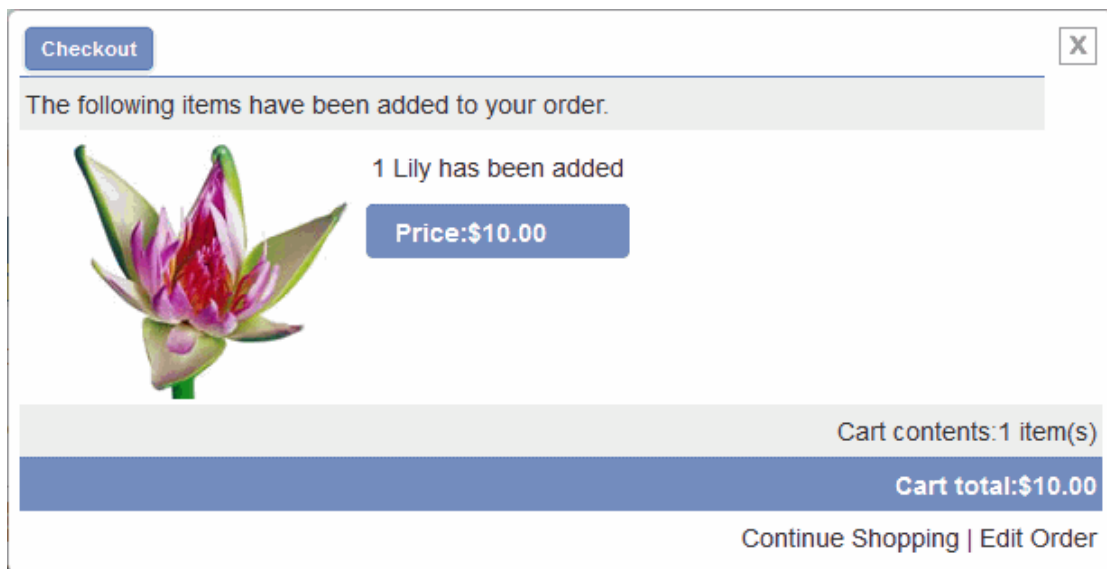 Checkout
X
The following items have been added to your order.
1 Lily has been added
Price:$10.00
Cart contents:1 item(s)
Cart total:$10.00
Continue Shopping | Edit Order